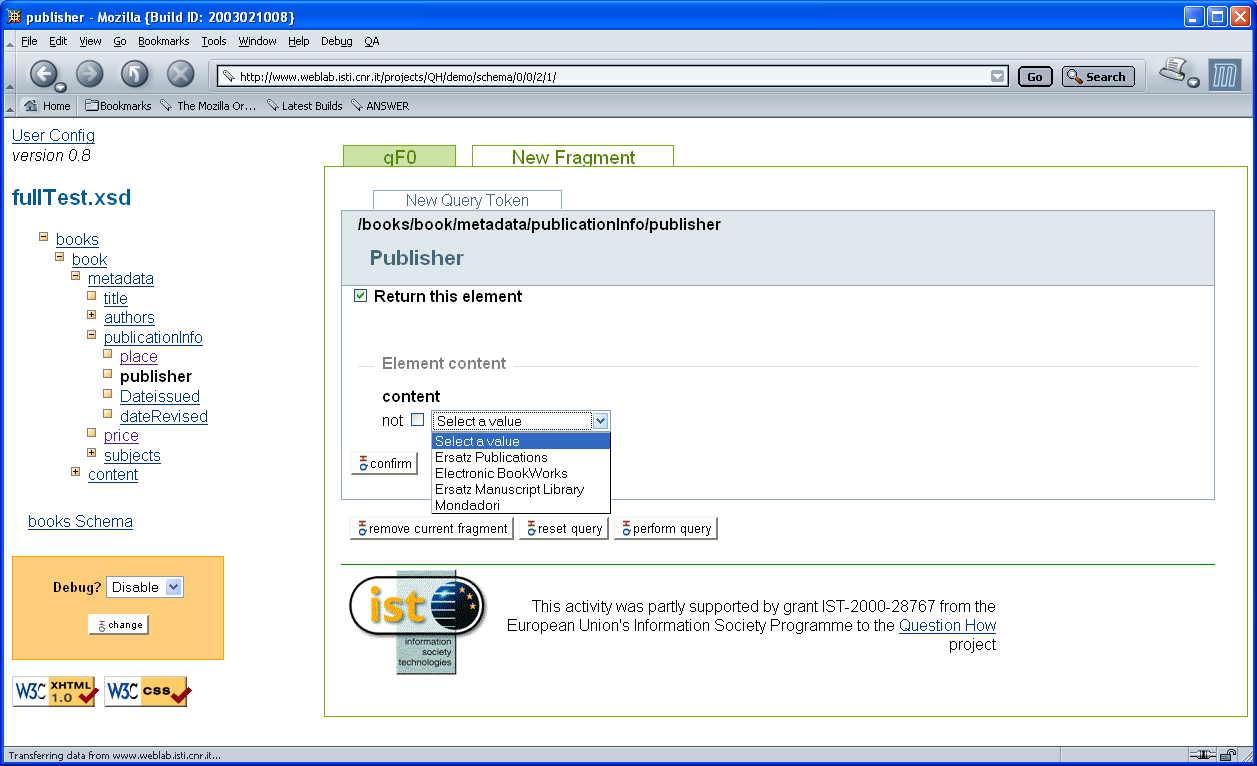 publisher - Mozilla {Build ID: 2003021008}
File Edit View Go Bookmarks Tools Window Help Debug QA
http://www.weblab.isti.cnr.it/projects/QH/demo/schema/0/0/2/1/ Go Search
Home Bookmarks The Mozilla Or... Latest Builds ANSWER
User Config
version 0.8
fullTest.xsd
books
book
metadata
title
authors
publicationInfo
place
publisher
Dateissued
dateRevised
price
subjects
content
books Schema
Debug? Disable
change
W3C XHTML 1.0
W3C css
qF0 New Fragment
New Query Token
/books/book/metadata/publicationInfo/publisher
Publisher
Return this element
Element content
content
not Select a value
Select a value
Ersatz Publications
Electronic BookWorks
Ersatz Manuscript Library
Mondadori
confirm
remove current fragment reset query perform query
ist
information
society
technologies
This activity was partly supported by grant IST-2000-28767 from the
European Union's Information Society Programme to the Question How
project
Transferring data from www.weblab.isti.cnr.it...